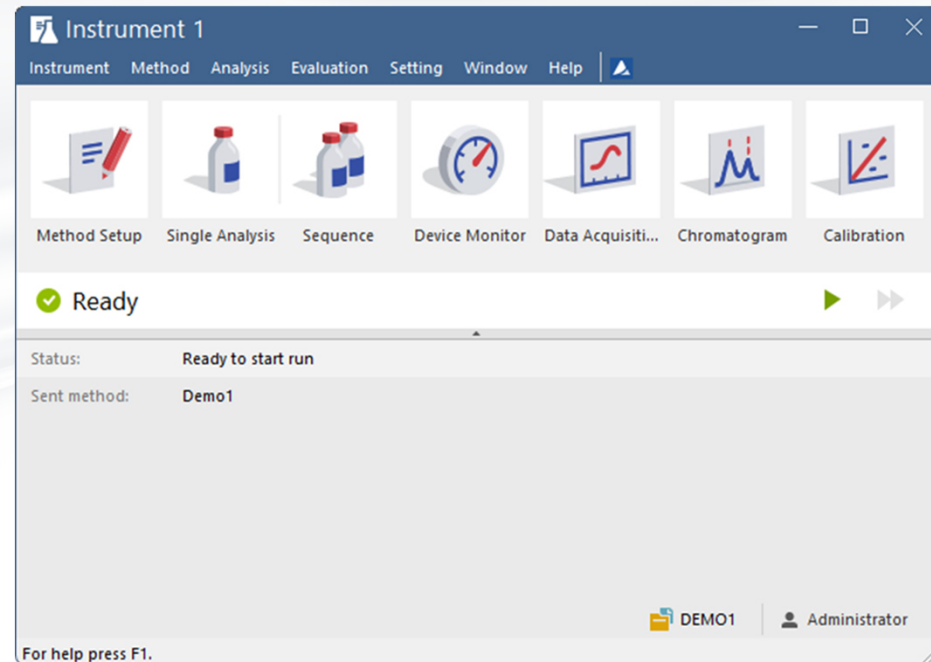 Instrument 1
Instrument Method Analysis Evaluation Setting Window Help
Method Setup Single Analysis Sequence Device Monitor Data Acquisiti... Chromatogram Calibration
Ready
Status: Ready to start run
Sent method: Demo1
DEMO1 Administrator
For help press F1.